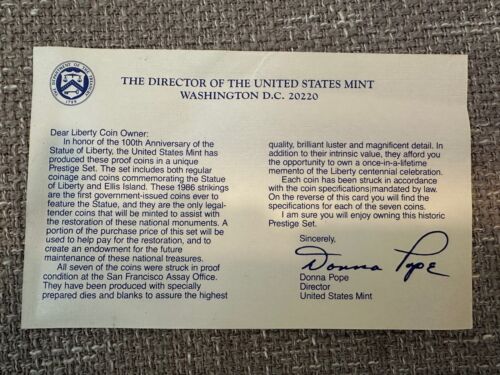 THE DIRECTOR OF THE UNITED STATES MINT
WASHINGTON D.C. 20220
Dear Liberty Coin Owner:
In honor of the 100th Anniversary of the
Statue of Liberty, the United States Mint has
produced these proof coins in a unique
Prestige Set. The set includes both regular
coinage and coins commemorating the Statue
of Liberty and Ellis Island. These 1986 strikings
are the first government-issued coins ever to
feature the Statue, and they are the only legal-
tender coins that will be minted to assist with
the restoration of these national monuments. A
portion of the purchase price of this set will be
used to help pay for the restoration, and to
create an endowment for the future
maintenance of these national treasures.
All seven of the coins were struck in proof
condition at the San Francisco Assay Office.
They have been produced with specially
prepared dies and blanks to assure the highest
quality, brilliant luster and magnificent detail. In
addition to their intrinsic value, they afford you
the opportunity to own a once-in-a-lifetime
memento of the Liberty centennial celebration.
Each coin has been struck in accordance
with the coin specifications mandated by law.
On the reverse of this card you will find the
specifications for each of the seven coins.
I am sure you will enjoy owning this historic
Prestige Set.
Sincerely,
Donna Pope
Donna Pope
Director
United States Mint